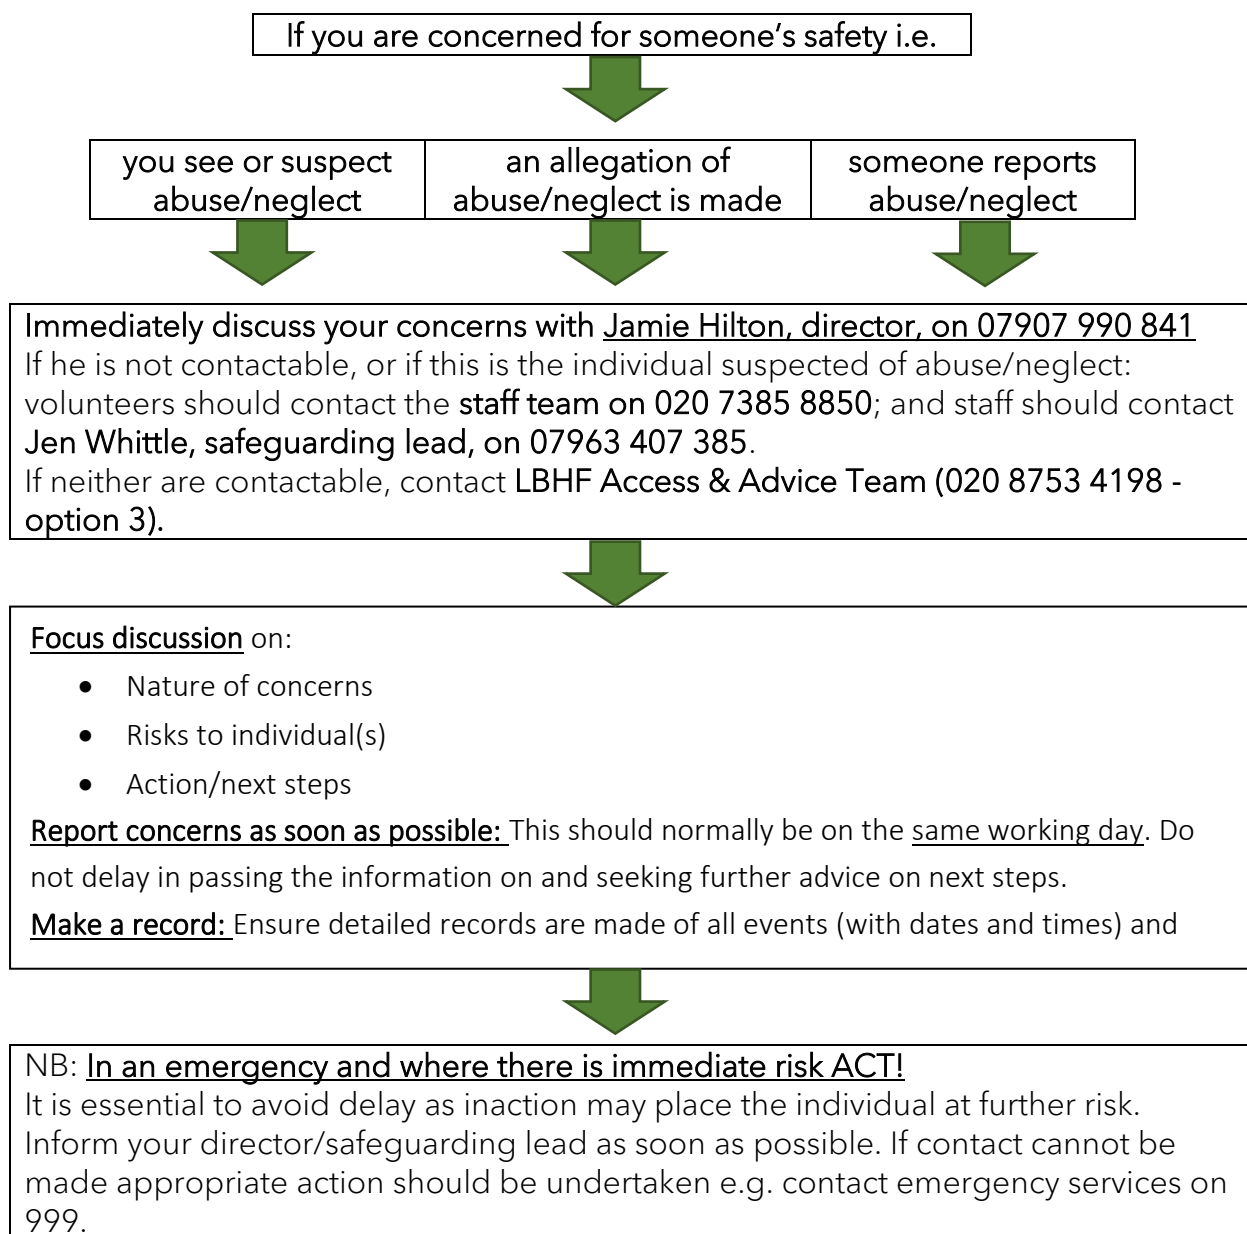 If you are concerned for someone’s safety i.e.
you see or suspect
abuse/neglect
an allegation of
abuse/neglect is made
someone reports
abuse/neglect
Immediately discuss your concerns with Jamie Hilton, director, on 07907 990 841
If he is not contactable, or if this is the individual suspected of abuse/neglect:
volunteers should contact the staff team on 020 7385 8850; and staff should contact
Jen Whittle, safeguarding lead, on 07963 407 385.
If neither are contactable, contact LBHF Access & Advice Team (020 8753 4198 -
option 3).
Focus discussion on:
• Nature of concerns
• Risks to individual(s)
• Action/next steps
Report concerns as soon as possible: This should normally be on the same working day. Do
not delay in passing the information on and seeking further advice on next steps.
Make a record: Ensure detailed records are made of all events (with dates and times) and
NB: In an emergency and where there is immediate risk ACT!
It is essential to avoid delay as inaction may place the individual at further risk.
Inform your director/safeguarding lead as soon as possible. If contact cannot be
made appropriate action should be undertaken e.g. contact emergency services on
999.